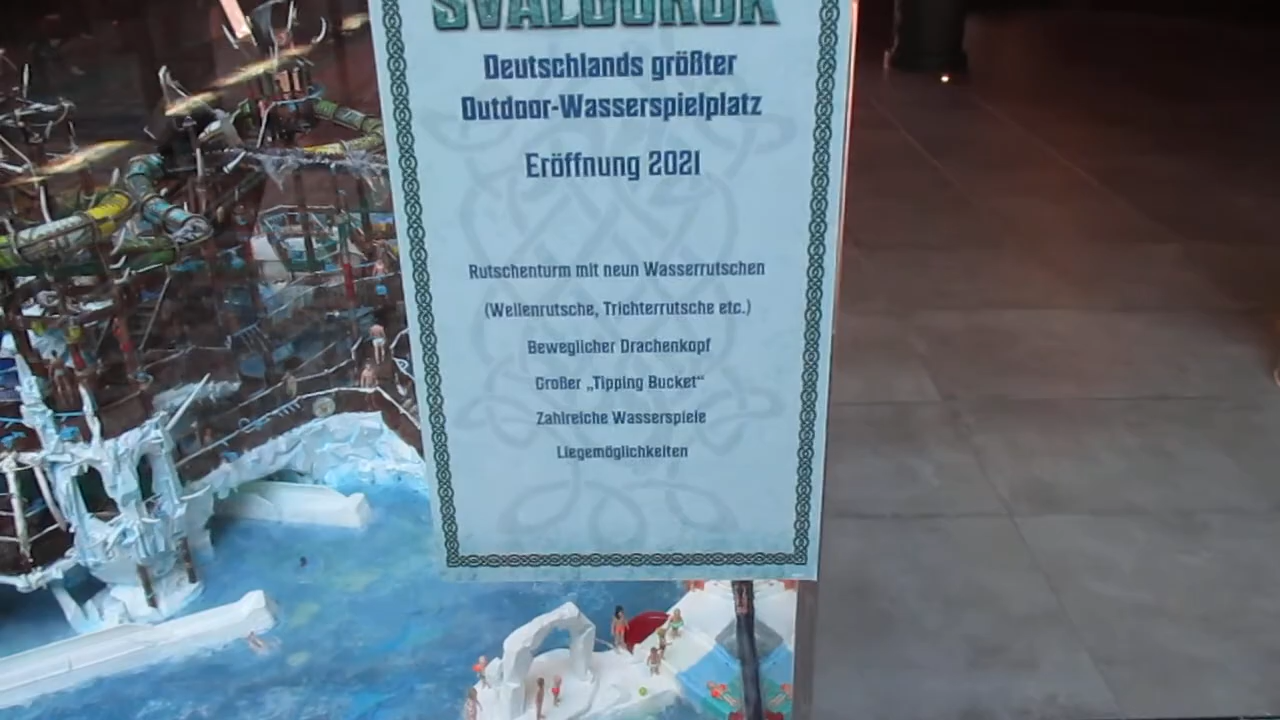 SVALGURUK
Deutschlands größter
Outdoor-Wasserspielplatz
Eröffnung 2021
Rutschenturm mit neun Wasserrutschen
(Wellenrutsche, Trichterrutsche etc.)
Beweglicher Drachenkopf
Großer „Tipping Bucket“
Zahlreiche Wasserspiele
Liegemöglichkeiten